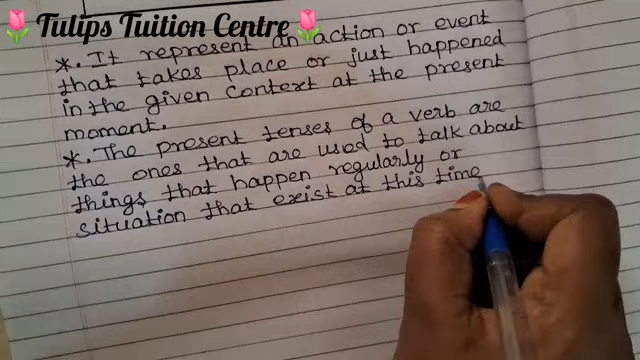 🌷Tulips Tuition Centre🌷
*. It represent an action or event
that takes place or just happened
in the given context at the present
moment.
*. The present tenses of a verb are
the ones that are used to talk about
things that happen regularly or
situation that exist at this time